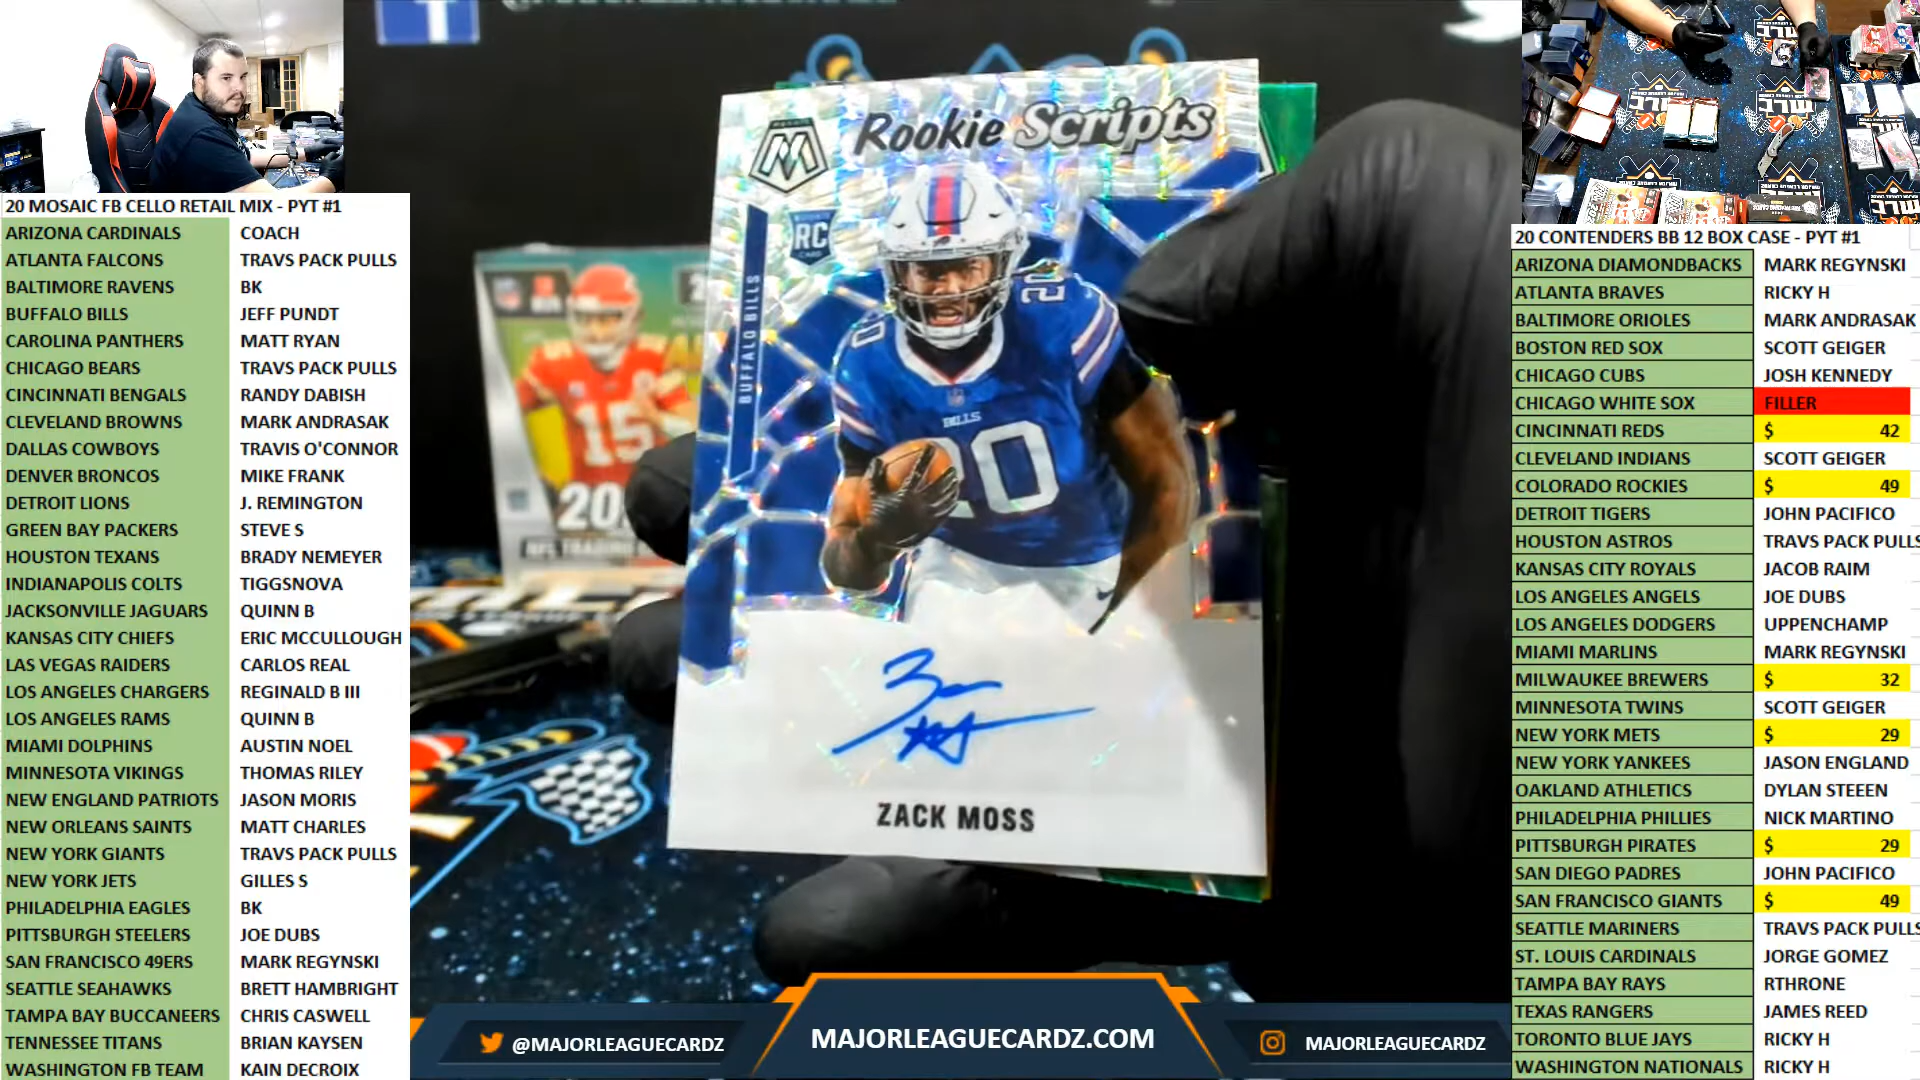 20 MOSAIC FB CELLO RETAIL MIX - PYT #1
ARIZONA CARDINALS COACH
ATLANTA FALCONS TRAVS PACK PULLS
BALTIMORE RAVENS BK
BUFFALO BILLS JEFF PUNDT
CAROLINA PANTHERS MATT RYAN
CHICAGO BEARS TRAVS PACK PULLS
CINCINNATI BENGALS RANDY DABISH
CLEVELAND BROWNS MARK ANDRASAK
DALLAS COWBOYS TRAVIS O'CONNOR
DENVER BRONCOS MIKE FRANK
DETROIT LIONS J. REMINGTON
GREEN BAY PACKERS STEVE S
HOUSTON TEXANS BRADY NEMEYER
INDIANAPOLIS COLTS TIGGSNOVA
JACKSONVILLE JAGUARS QUINN B
KANSAS CITY CHIEFS ERIC MCCULLOUGH
LAS VEGAS RAIDERS CARLOS REAL
LOS ANGELES CHARGERS REGINALD B III
LOS ANGELES RAMS QUINN B
MIAMI DOLPHINS AUSTIN NOEL
MINNESOTA VIKINGS THOMAS RILEY
NEW ENGLAND PATRIOTS JASON MORIS
NEW ORLEANS SAINTS MATT CHARLES
NEW YORK GIANTS TRAVS PACK PULLS
NEW YORK JETS GILLES S
PHILADELPHIA EAGLES BK
PITTSBURGH STEELERS JOE DUBS
SAN FRANCISCO 49ERS MARK REGYNSKI
SEATTLE SEAHAWKS BRETT HAMBRIGHT
TAMPA BAY BUCCANEERS CHRIS CASWELL
TENNESSEE TITANS BRIAN KAYSEN
WASHINGTON FB TEAM KAIN DECROIX
Rookie Scripts
MOSAIC
RC
CARD
BUFFALO BILLS
20
20
BILLS
20
ZACK MOSS
15
20
@MAJORLEAGUECARDZ
MAJORLEAGUECARDZ.COM
MAJORLEAGUECARDZ
20 CONTENDERS BB 12 BOX CASE - PYT #1
ARIZONA DIAMONDBACKS MARK REGYNSKI
ATLANTA BRAVES RICKY H
BALTIMORE ORIOLES MARK ANDRASAK
BOSTON RED SOX SCOTT GEIGER
CHICAGO CUBS JOSH KENNEDY
CHICAGO WHITE SOX FILLER
CINCINNATI REDS $ 42
CLEVELAND INDIANS SCOTT GEIGER
COLORADO ROCKIES $ 49
DETROIT TIGERS JOHN PACIFICO
HOUSTON ASTROS TRAVS PACK PULLS
KANSAS CITY ROYALS JACOB RAIM
LOS ANGELES ANGELS JOE DUBS
LOS ANGELES DODGERS UPPENCHAMP
MIAMI MARLINS MARK REGYNSKI
MILWAUKEE BREWERS $ 32
MINNESOTA TWINS SCOTT GEIGER
NEW YORK METS $ 29
NEW YORK YANKEES JASON ENGLAND
OAKLAND ATHLETICS DYLAN STEEEN
PHILADELPHIA PHILLIES NICK MARTINO
PITTSBURGH PIRATES $ 29
SAN DIEGO PADRES JOHN PACIFICO
SAN FRANCISCO GIANTS $ 49
SEATTLE MARINERS TRAVS PACK PULLS
ST. LOUIS CARDINALS JORGE GOMEZ
TAMPA BAY RAYS RTHRONE
TEXAS RANGERS JAMES REED
TORONTO BLUE JAYS RICKY H
WASHINGTON NATIONALS RICKY H